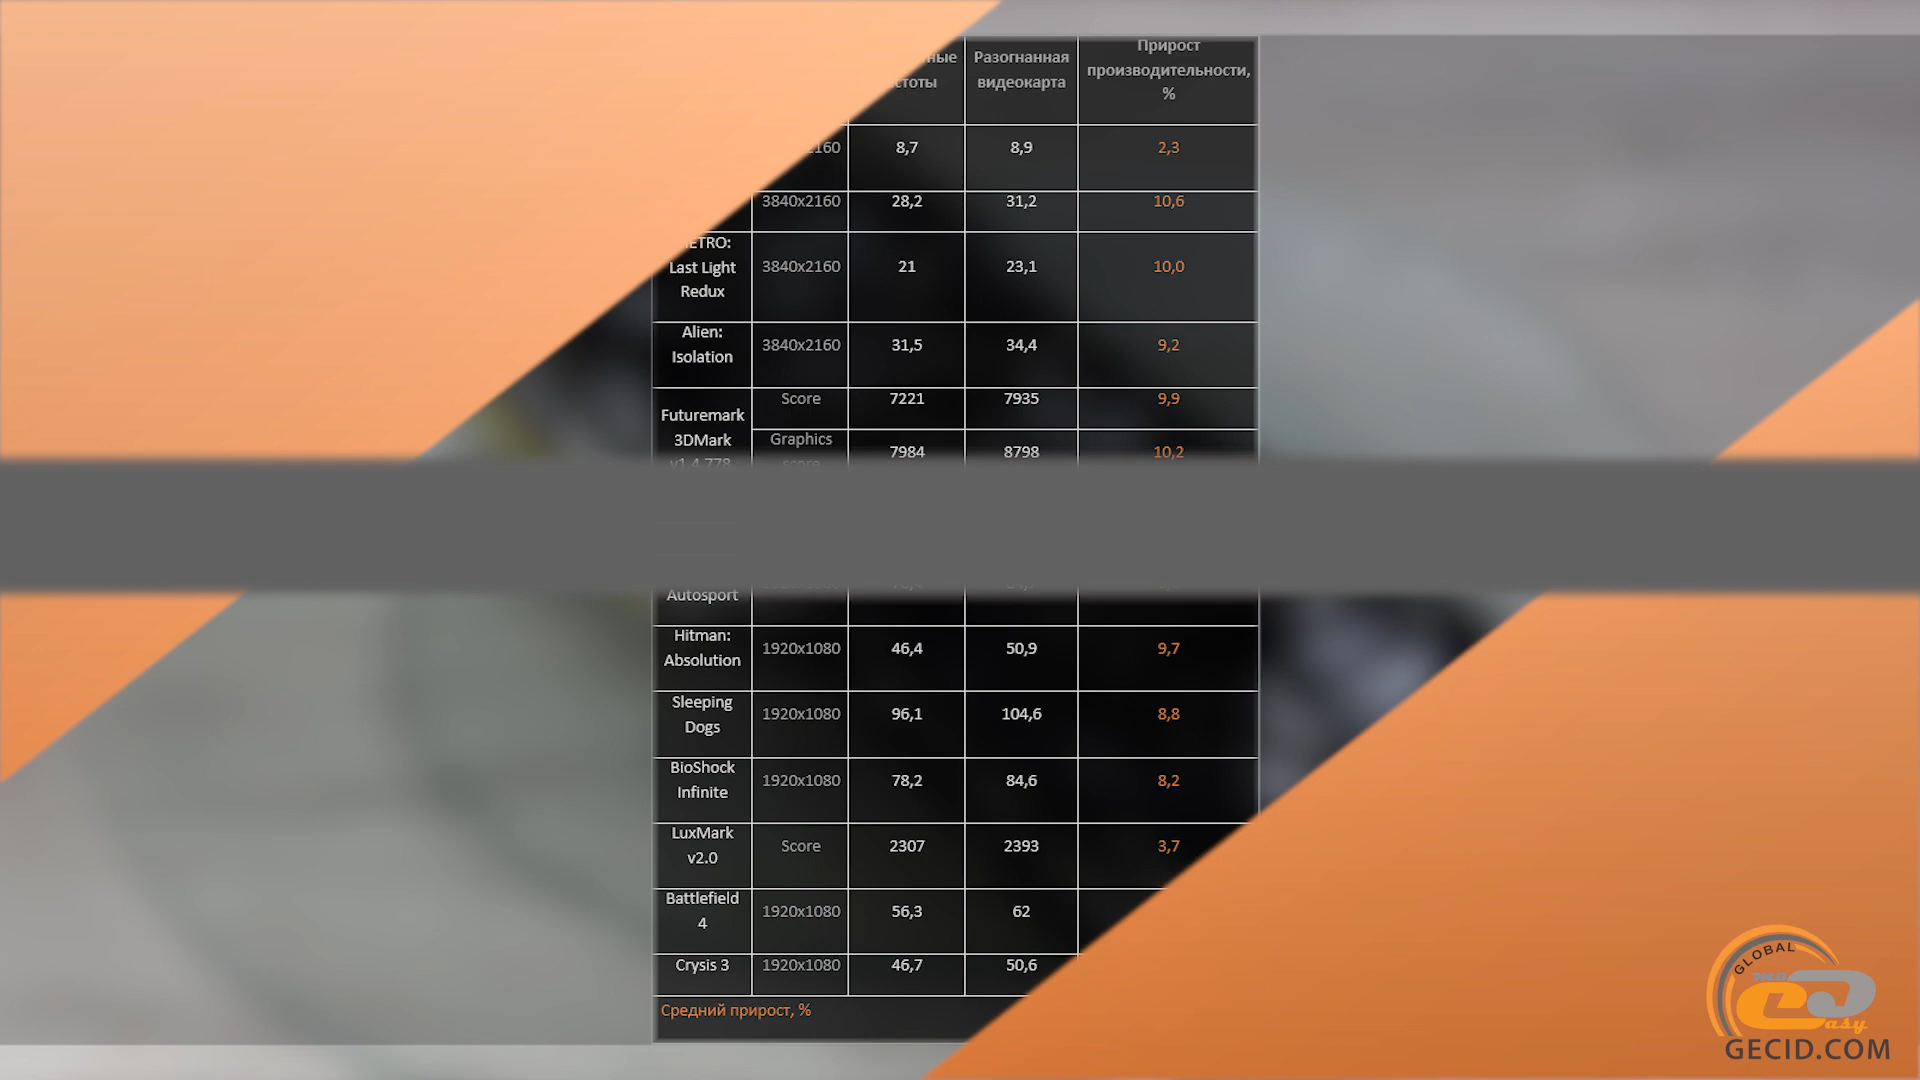 Разогнанная
видеокарта
Прирост
производительности,
%
8,7 8,9 2,3
3840x2160 28,2 31,2 10,6
Last Light
Redux
3840x2160 21 23,1 10,0
Alien:
Isolation
3840x2160 31,5 34,4 9,2
Futuremark
3DMark
Score 7221 7935 9,9
Graphics
7984 8798 10,2
Autosport
Hitman:
Absolution
1920x1080 46,4 50,9 9,7
Sleeping
Dogs
1920x1080 96,1 104,6 8,8
BioShock
Infinite
1920x1080 78,2 84,6 8,2
LuxMark
v2.0
Score 2307 2393 3,7
Battlefield
4
1920x1080 56,3 62
Crysis 3 1920x1080 46,7 50,6
Средний прирост, %
GLOBAL
easy
GECID.COM